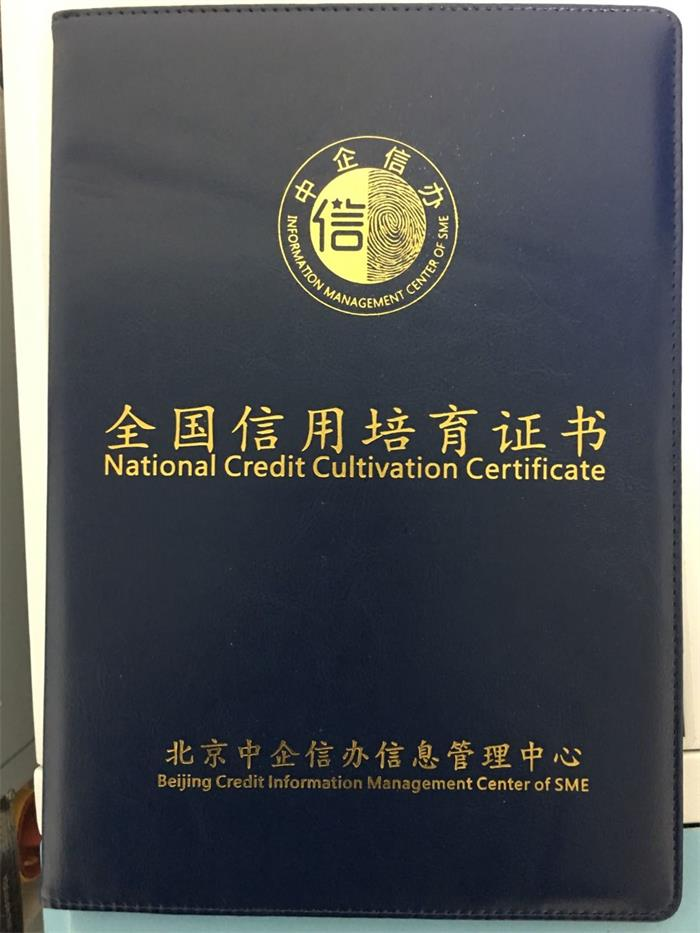 中企信办
信
INFORMATION MANAGEMENT CENTER OF SME
全国信用培育证书
National Credit Cultivation Certificate
北京中企信办信息管理中心
Beijing Credit Information Management Center of SME